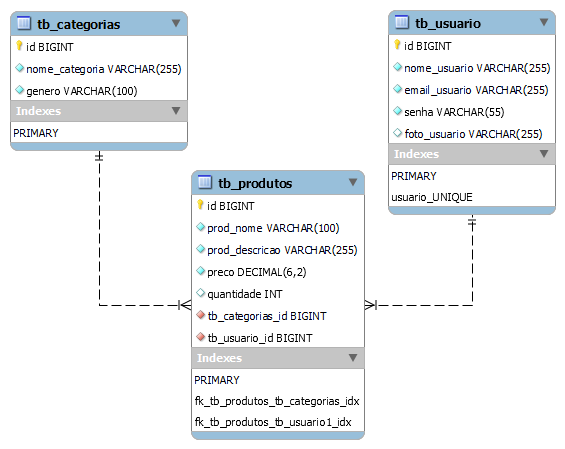 tb_categorias
id BIGINT
nome_categoria VARCHAR(255)
genero VARCHAR(100)
Indexes
PRIMARY
tb_usuario
id BIGINT
nome_usuario VARCHAR(255)
email_usuario VARCHAR(255)
senha VARCHAR(55)
foto_usuario VARCHAR(255)
Indexes
PRIMARY
usuario_UNIQUE
tb_produtos
id BIGINT
prod_nome VARCHAR(100)
prod_descricao VARCHAR(255)
preco DECIMAL(6,2)
quantidade INT
tb_categorias_id BIGINT
tb_usuario_id BIGINT
Indexes
PRIMARY
fk_tb_produtos_tb_categorias_idx
fk_tb_produtos_tb_usuario1_idx